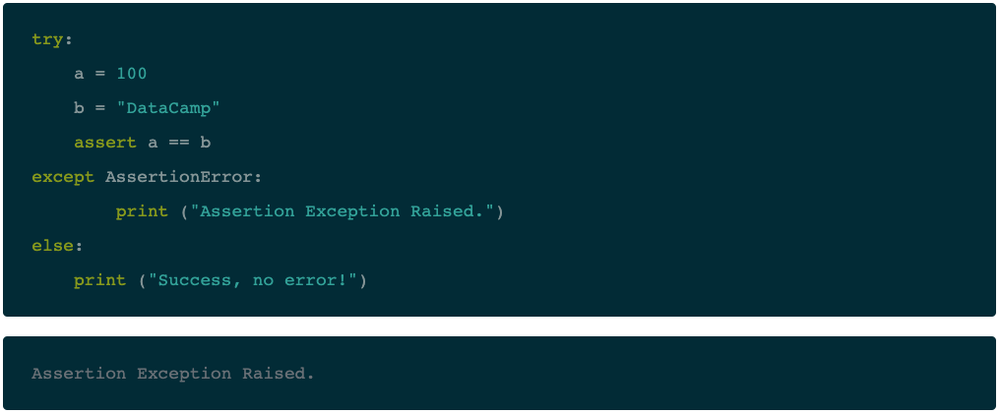 try:
    a = 100
    b = "DataCamp"
    assert a == b
except AssertionError:
        print ("Assertion Exception Raised.")
else:
    print ("Success, no error!")
Assertion Exception Raised.